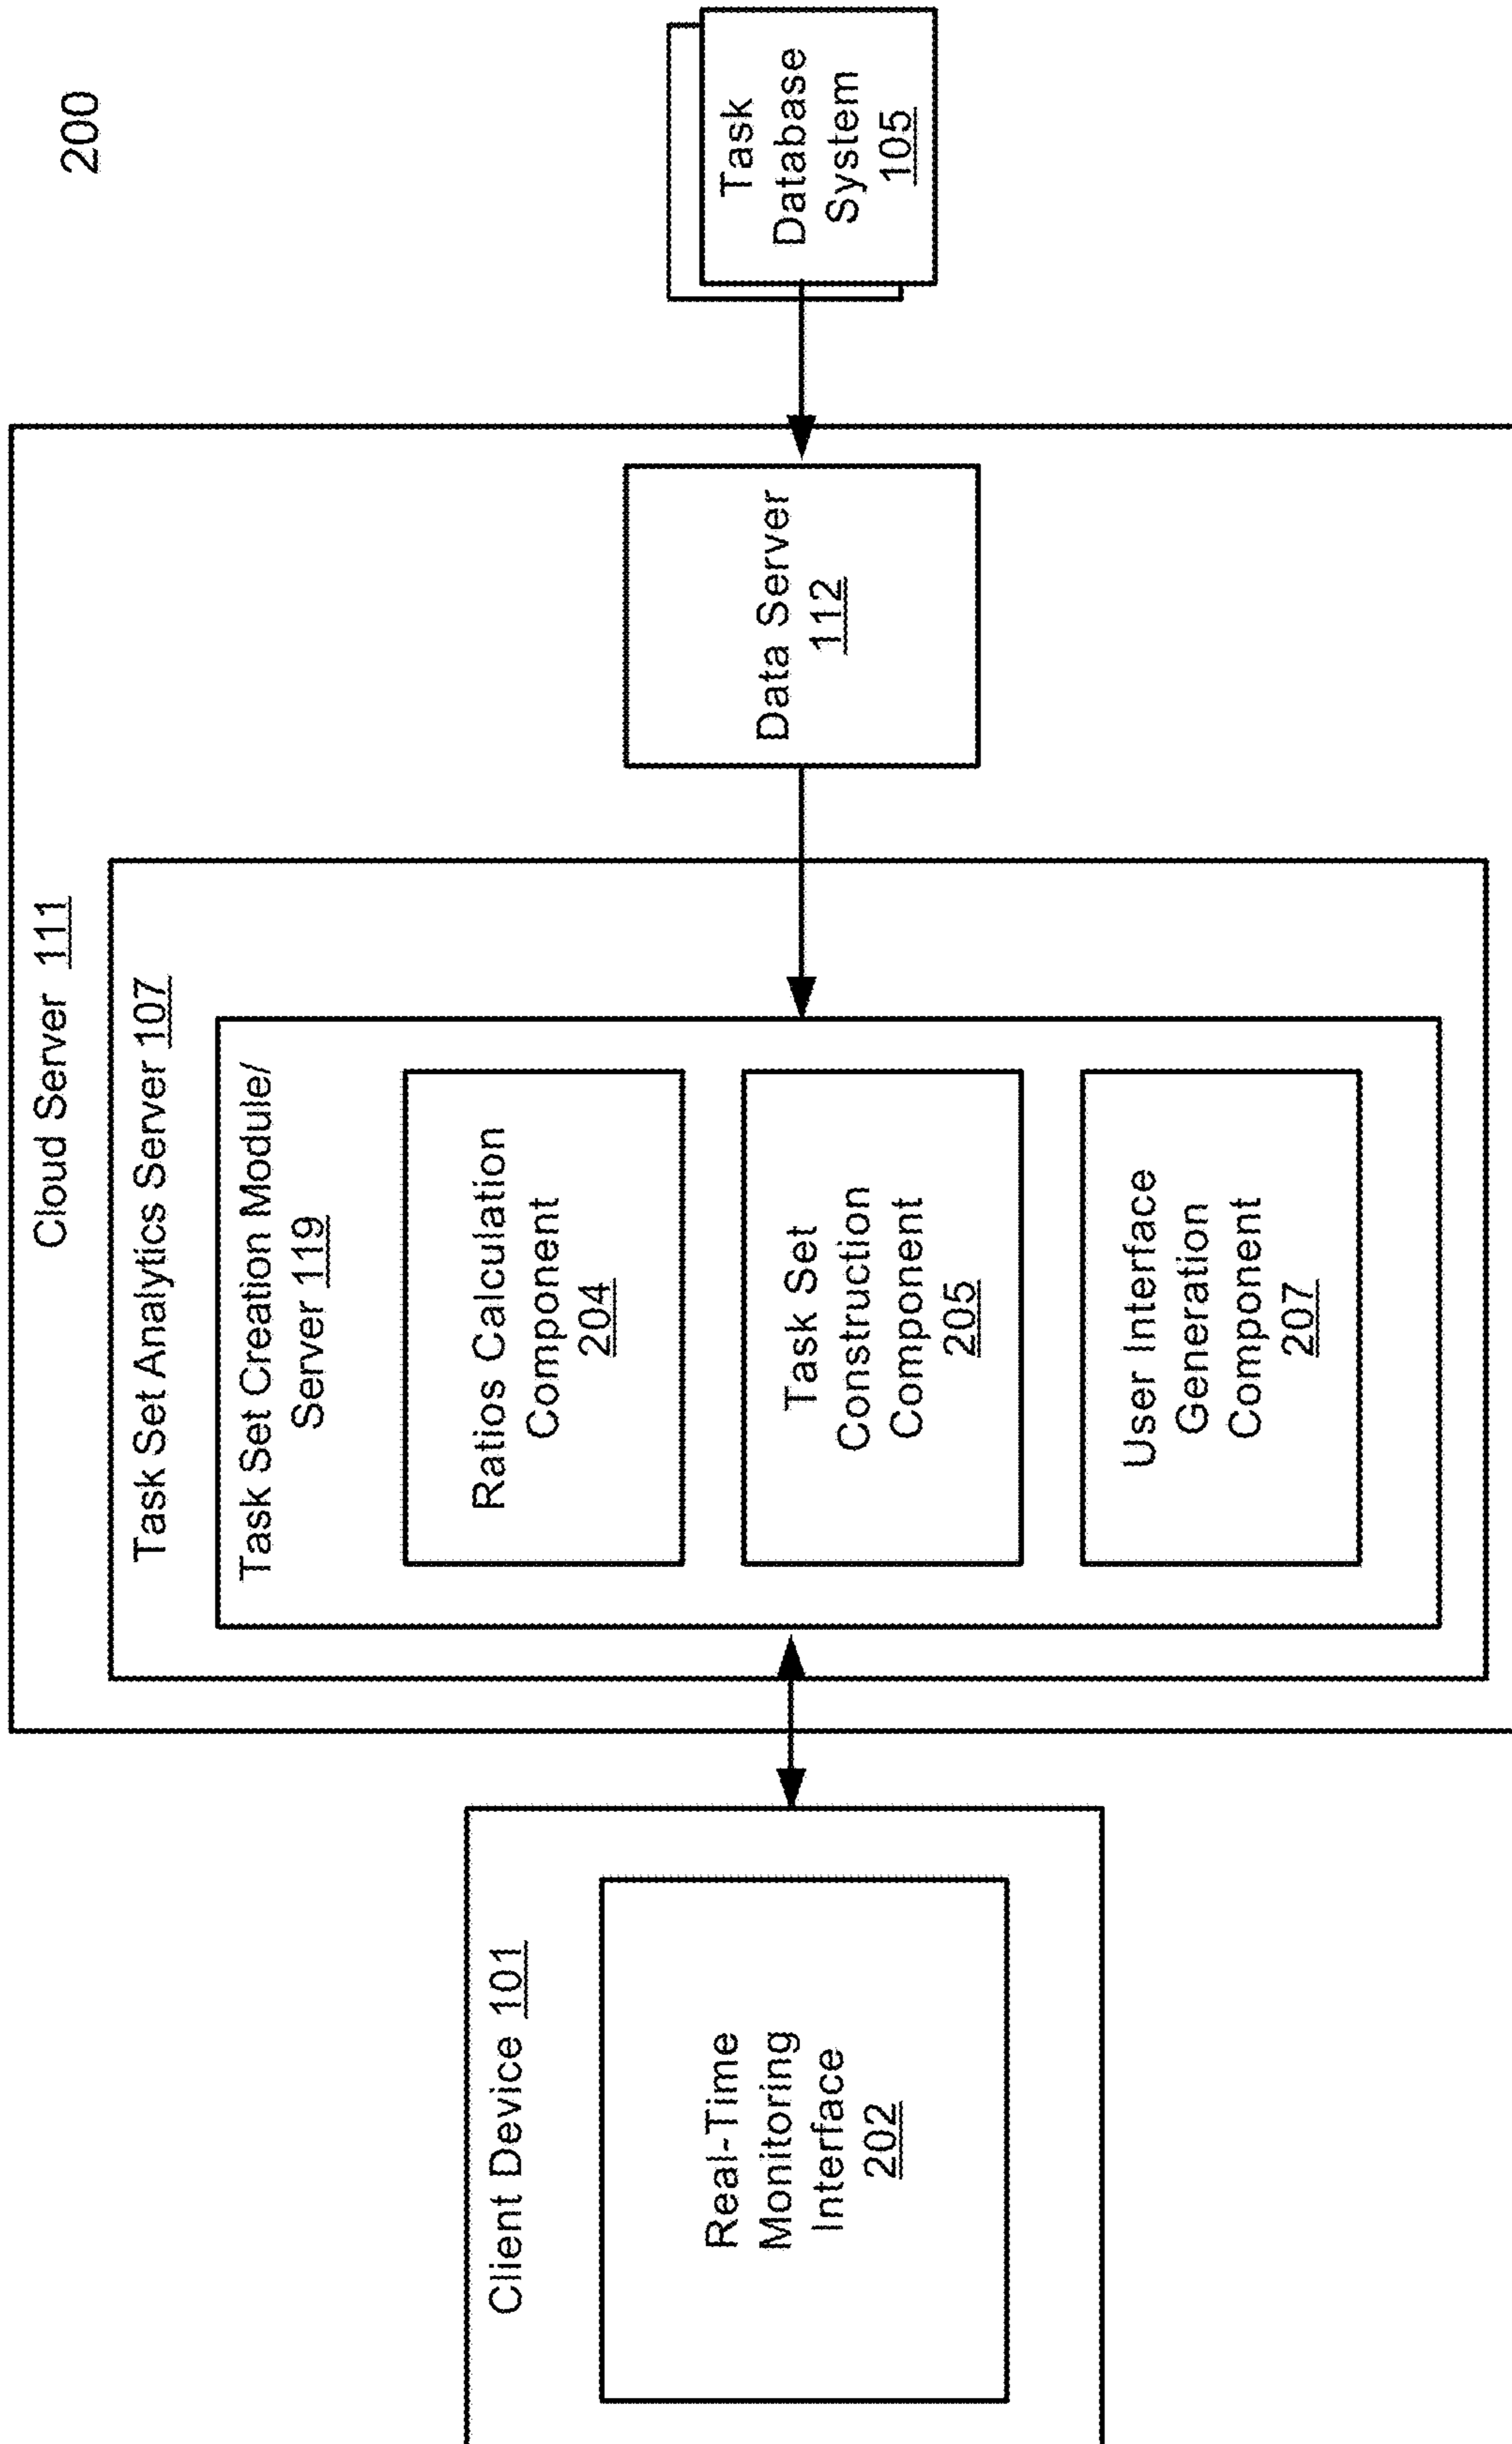 200
Cloud Server 111
Task Set Analytics Server 107
Task Set Creation Module/
Server 119
Client Device 101
Real-Time
Monitoring
Interface
202
Ratios Calculation
Component
204
Task Set
Construction
Component
205
User Interface
Generation
Component
207
Data Server
112
Task
Database
System
105